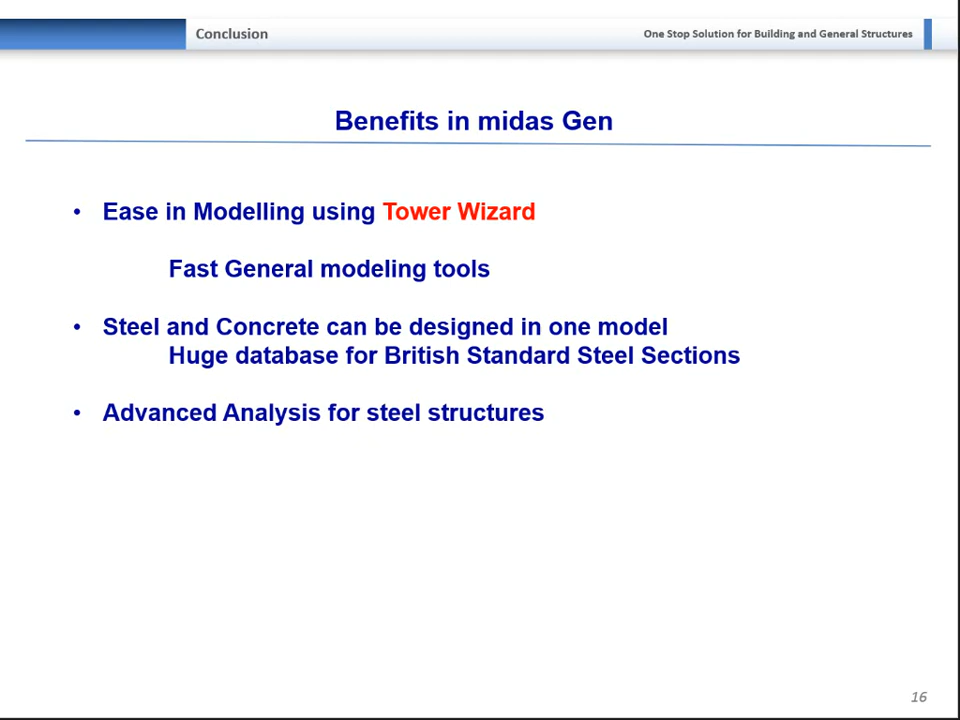 Conclusion
One Stop Solution for Building and General Structures
Benefits in midas Gen
• Ease in Modelling using Tower Wizard
Fast General modeling tools
• Steel and Concrete can be designed in one model
Huge database for British Standard Steel Sections
• Advanced Analysis for steel structures
16